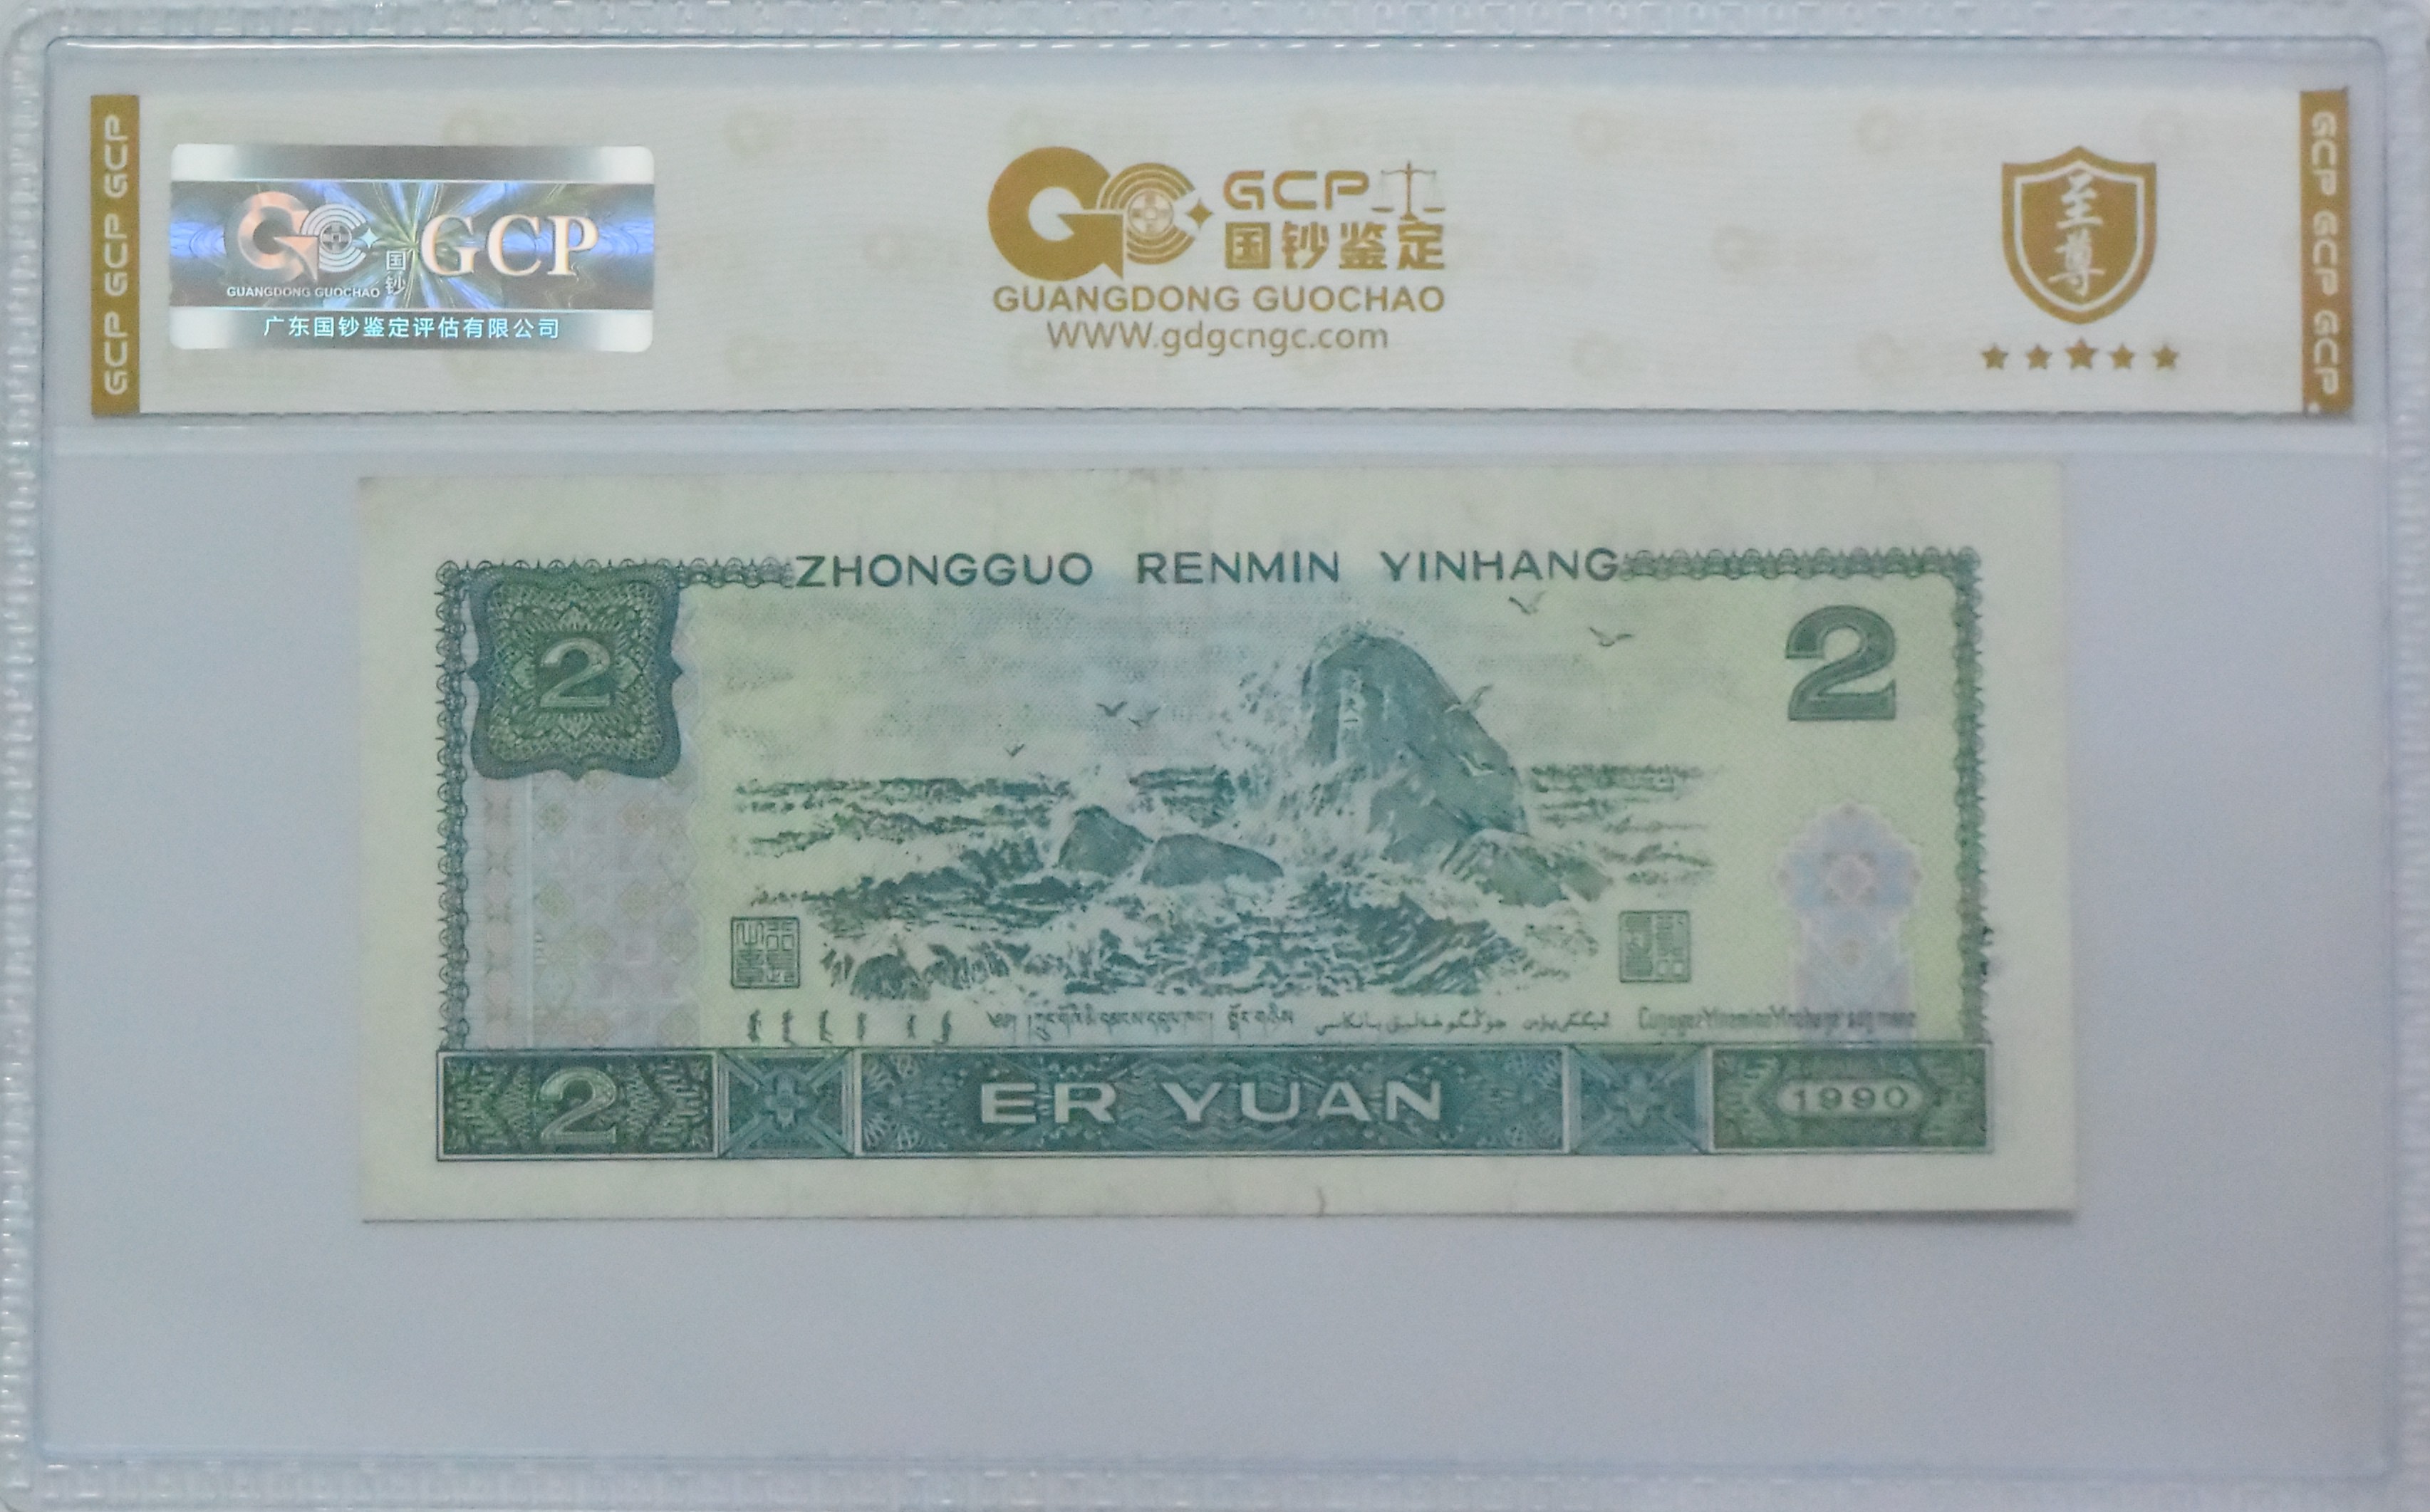 GCP GCP GCP
GCP
国钞
GUANGDONG GUOCHAO
广东国钞鉴定评估有限公司
GCP
国钞鉴定
GUANGDONG GUOCHAO
WWW.gdgcngc.com
至尊
GCP GCP GCP
ZHONGGUO RENMIN YINHANG
2
2
2
ER YUAN
1990